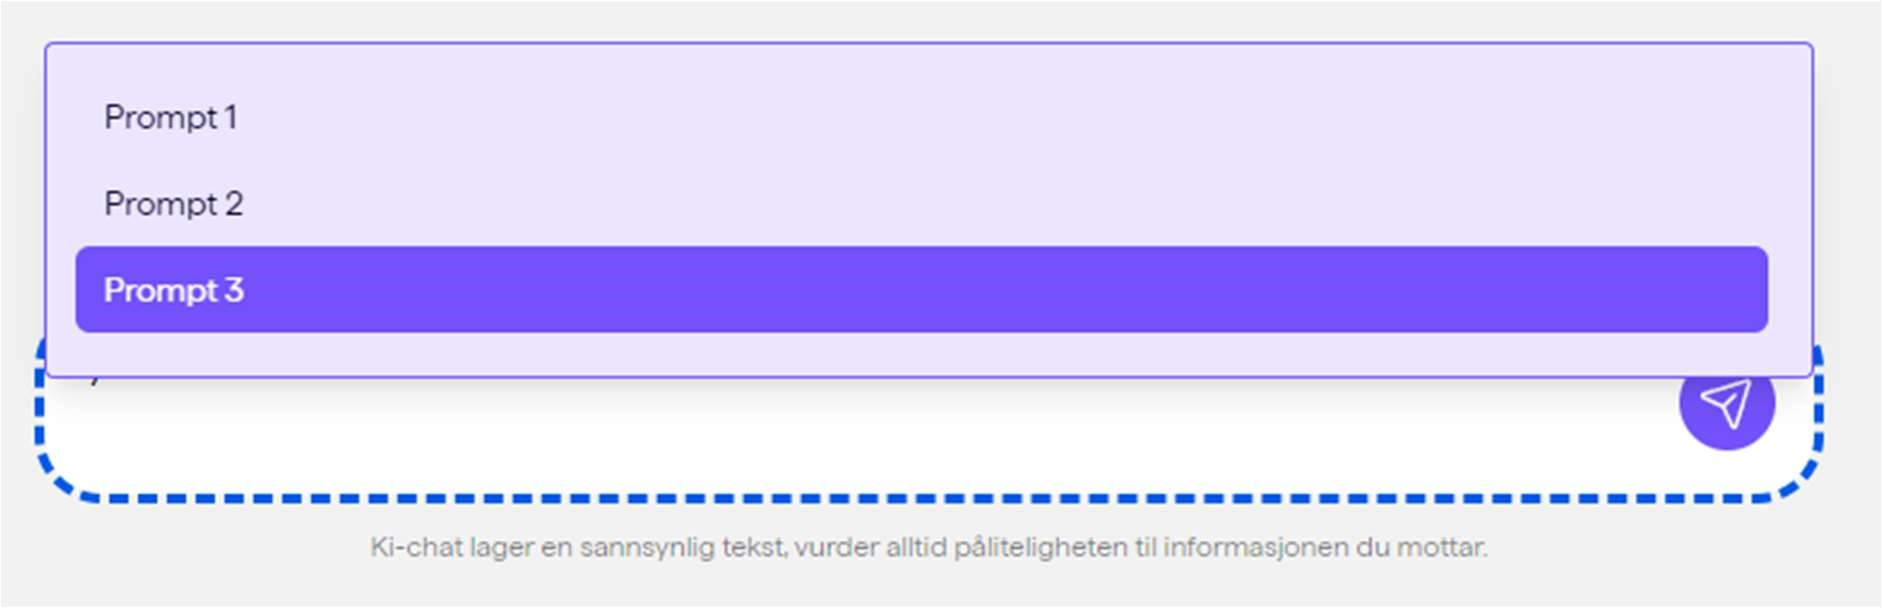 Prompt 1
Prompt 2
Prompt 3
Ki-chat lager en sannsynlig tekst, vurder alltid påliteligheten til informasjonen du mottar.